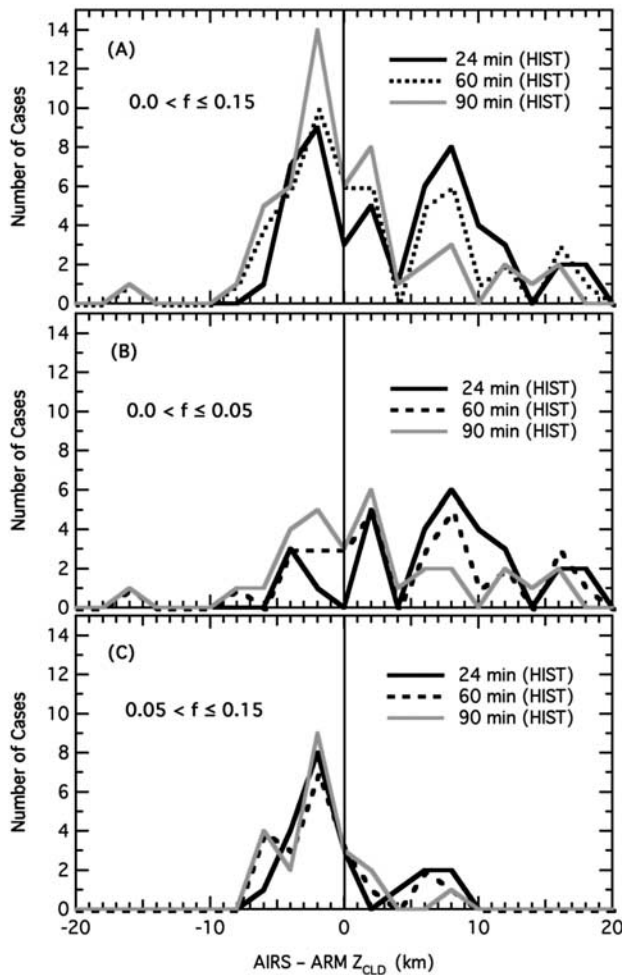 14
12
10
8
6
4
2
0
Number of Cases
(A)
0.0 < f ≤ 0.15
24 min (HIST)
60 min (HIST)
90 min (HIST)
14
12
10
8
6
4
2
0
Number of Cases
(B)
0.0 < f ≤ 0.05
24 min (HIST)
60 min (HIST)
90 min (HIST)
14
12
10
8
6
4
2
0
Number of Cases
(C)
0.05 < f ≤ 0.15
24 min (HIST)
60 min (HIST)
90 min (HIST)
-20 -10 0 10 20
AIRS – ARM Z_CLD (km)